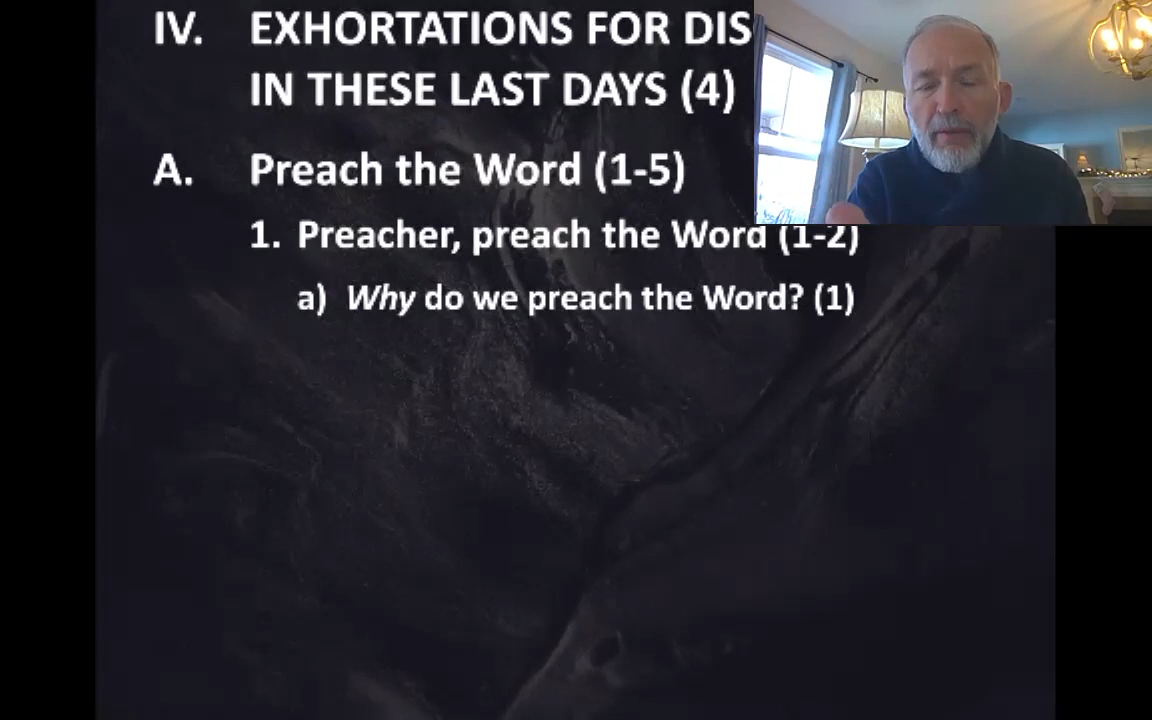 IV. EXHORTATIONS FOR DIS
IN THESE LAST DAYS (4)
A. Preach the Word (1-5)
1. Preacher, preach the Word (1-2)
a) Why do we preach the Word? (1)